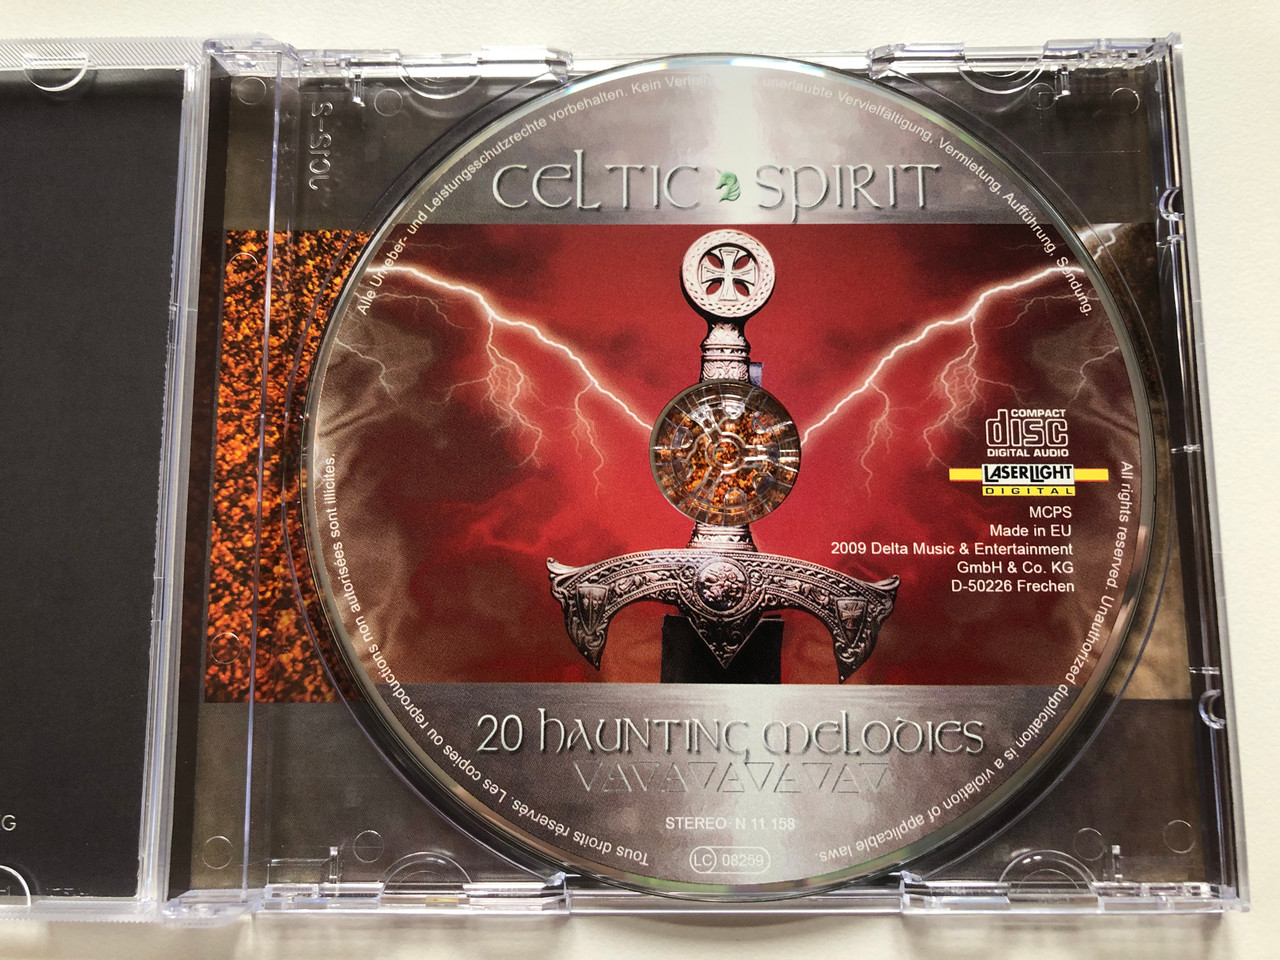 Alle Urheber- und Leistungsschutzrechte vorbehalten. Kein unerlaubte Vervielfältigung, Vermietung, Aufführung, Sendung.
CELTIC SPIRIT
COMPACT
disc
DIGITAL AUDIO
LASERLIGHT
DIGITAL
MCPS
Made in EU
2009 Delta Music & Entertainment
GmbH & Co. KG
D-50226 Frechen
All rights reserved. Unauthorized duplication is a violation of applicable laws.
Tous droits réservés. Les copies ou reproductions non autorisées sont illicites.
20 HAUNTING MELODIES
STEREO · N 11 158
LC 08259